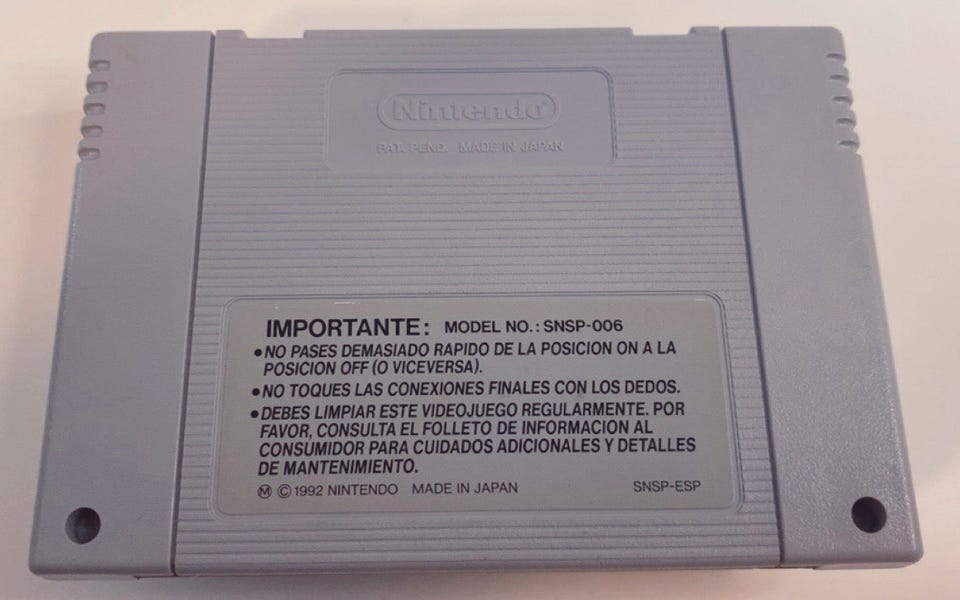 Nintendo®
PAT. PEND. MADE IN JAPAN
IMPORTANTE: MODEL NO.: SNSP-006
•NO PASES DEMASIADO RAPIDO DE LA POSICION ON A LA
POSICION OFF (O VICEVERSA).
•NO TOQUES LAS CONEXIONES FINALES CON LOS DEDOS.
•DEBES LIMPIAR ESTE VIDEOJUEGO REGULARMENTE. POR
FAVOR, CONSULTA EL FOLLETO DE INFORMACION AL
CONSUMIDOR PARA CUIDADOS ADICIONALES Y DETALLES
DE MANTENIMIENTO.
Ⓜ ©1992 NINTENDO MADE IN JAPAN SNSP-ESP